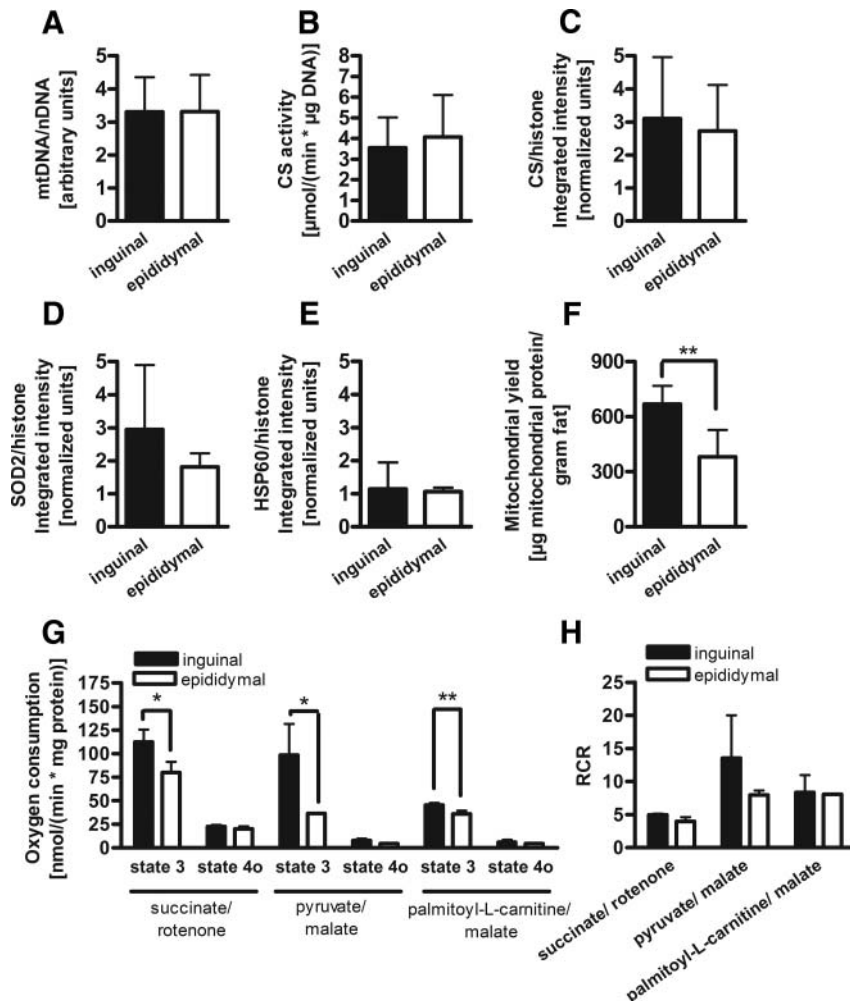 A
mtDNA/nDNA
[arbitrary units]
5
4
3
2
1
0
inguinal
epididymal
B
CS activity
[µmol/(min * µg DNA)]
8
7
6
5
4
3
2
1
0
inguinal
epididymal
C
CS/histone
Integrated intensity
[normalized units]
5
4
3
2
1
0
inguinal
epididymal
D
SOD2/histone
Integrated intensity
[normalized units]
5
4
3
2
1
0
inguinal
epididymal
E
HSP60/histone
Integrated intensity
[normalized units]
5
4
3
2
1
0
inguinal
epididymal
F
Mitochondrial yield
[µg mitochondrial protein/
gram fat]
900
600
300
0
**
inguinal
epididymal
G
inguinal
epididymal
Oxygen consumption
[nmol/(min * mg protein)]
175
150
125
100
75
50
25
0
*
*
**
state 3 state 4o state 3 state 4o state 3 state 4o
succinate/
rotenone
pyruvate/
malate
palmitoyl-L-carnitine/
malate
H
inguinal
epididymal
RCR
25
20
15
10
5
0
succinate/ rotenone
pyruvate/ malate
palmitoyl-L-carnitine/ malate